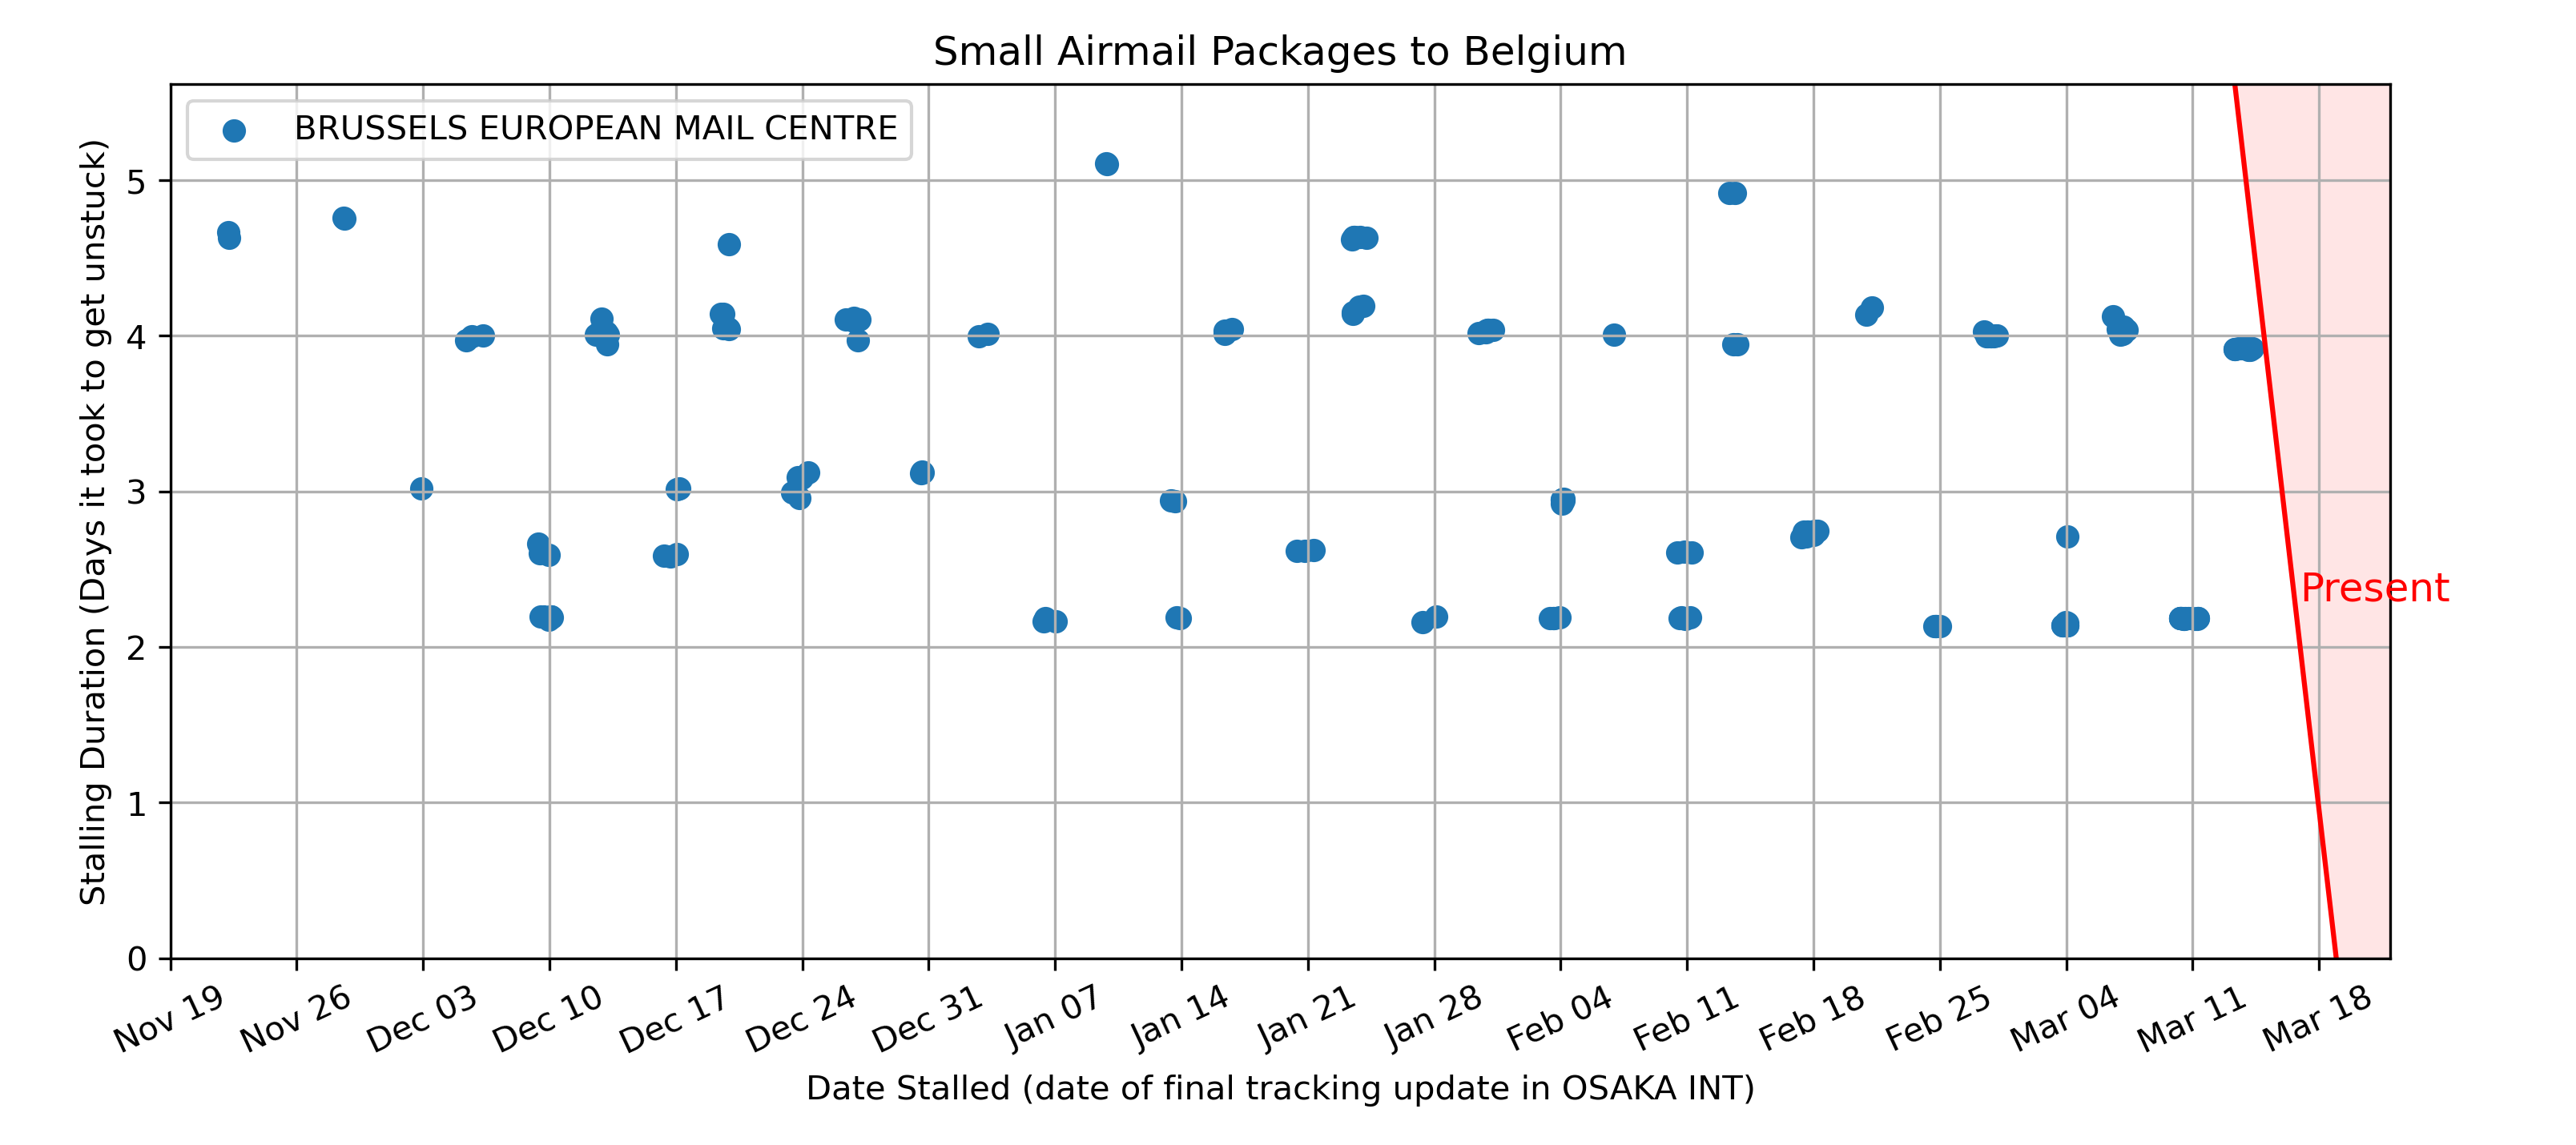 Small Airmail Packages to Belgium
BRUSSELS EUROPEAN MAIL CENTRE
Stalling Duration (Days it took to get unstuck)
5
4
3
2
1
0
Present
Nov 19
Nov 26
Dec 03
Dec 10
Dec 17
Dec 24
Dec 31
Jan 07
Jan 14
Jan 21
Jan 28
Feb 04
Feb 11
Feb 18
Feb 25
Mar 04
Mar 11
Mar 18
Date Stalled (date of final tracking update in OSAKA INT)